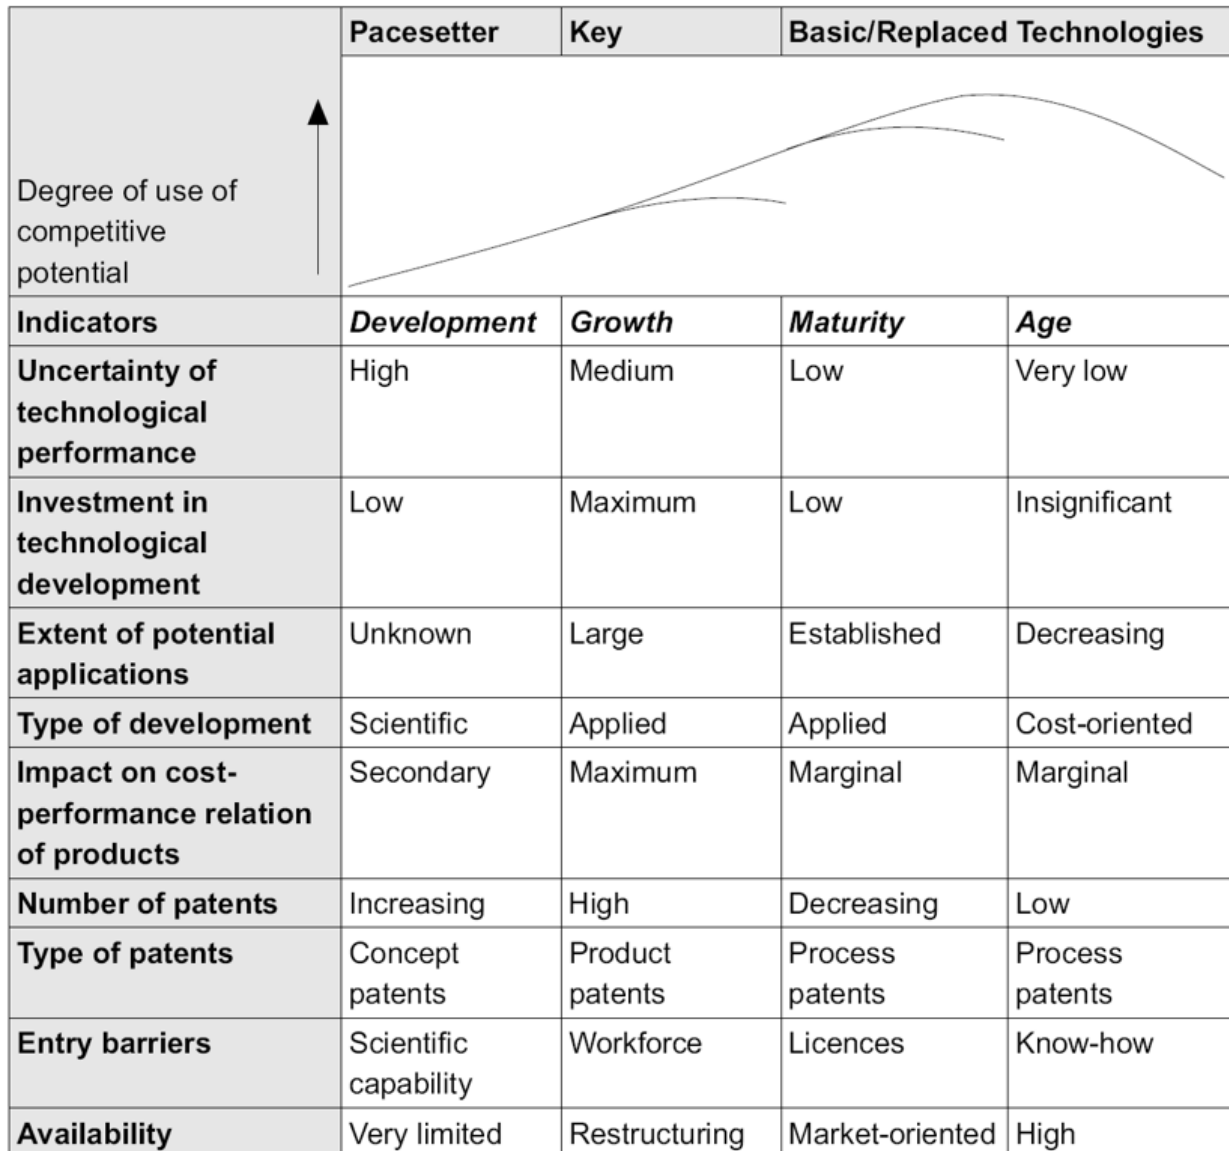 Pacesetter Key Basic/Replaced Technologies
Degree of use of
competitive
potential
Indicators Development Growth Maturity Age
Uncertainty of High Medium Low Very low
technological
performance
Investment in Low Maximum Low Insignificant
technological
development
Extent of potential Unknown Large Established Decreasing
applications
Type of development Scientific Applied Applied Cost-oriented
Impact on cost- Secondary Maximum Marginal Marginal
performance relation
of products
Number of patents Increasing High Decreasing Low
Type of patents Concept Product Process Process
patents patents patents patents
Entry barriers Scientific Workforce Licences Know-how
capability
Availability Very limited Restructuring Market-oriented High